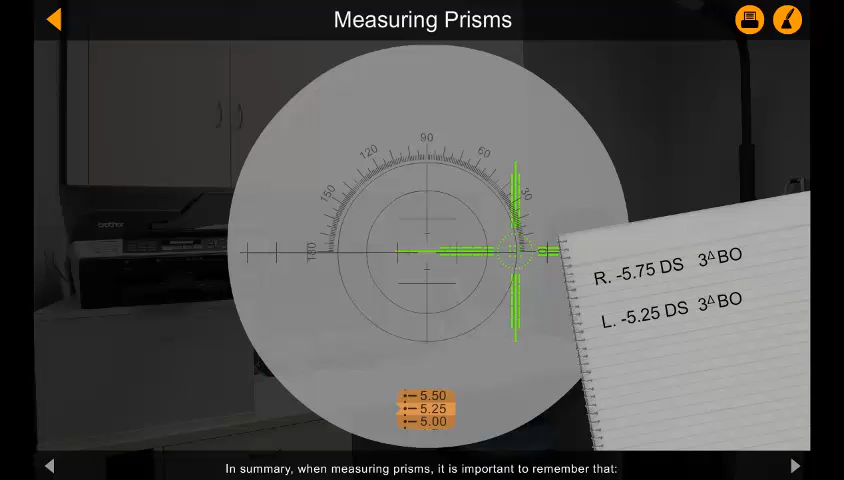 Measuring Prisms
brother
90
120
60
150
30
180
R. -5.75 DS 3Δ BO
L. -5.25 DS 3Δ BO
− 5.50
− 5.25
− 5.00
In summary, when measuring prisms, it is important to remember that: